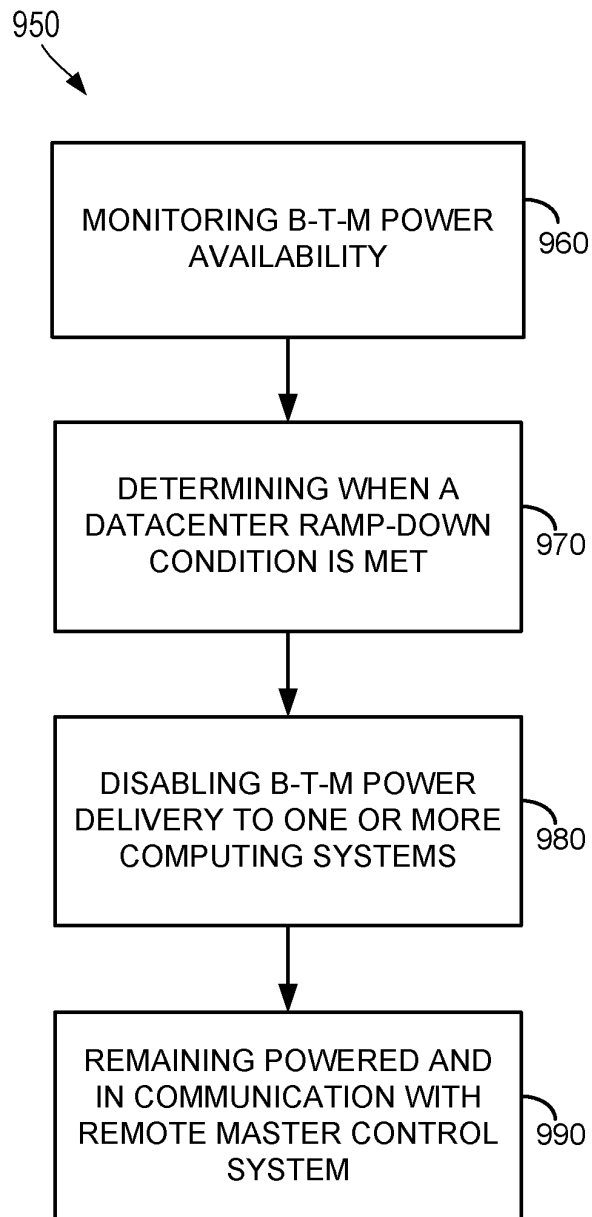 950
MONITORING B-T-M POWER
AVAILABILITY
960
DETERMINING WHEN A
DATACENTER RAMP-DOWN
CONDITION IS MET
970
DISABLING B-T-M POWER
DELIVERY TO ONE OR MORE
COMPUTING SYSTEMS
980
REMAINING POWERED AND
IN COMMUNICATION WITH
REMOTE MASTER CONTROL
SYSTEM
990